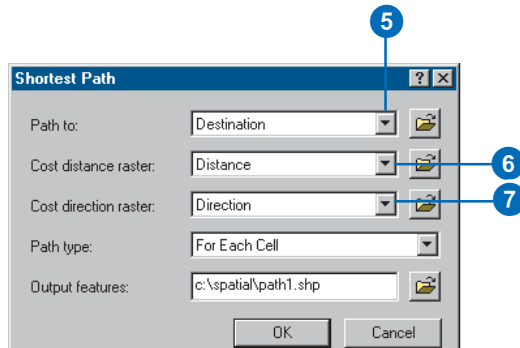 5
Shortest Path ? ×
Path to: Destination
Cost distance raster: Distance 6
Cost direction raster: Direction 7
Path type: For Each Cell
Output features: c:\spatial\path1.shp
OK Cancel